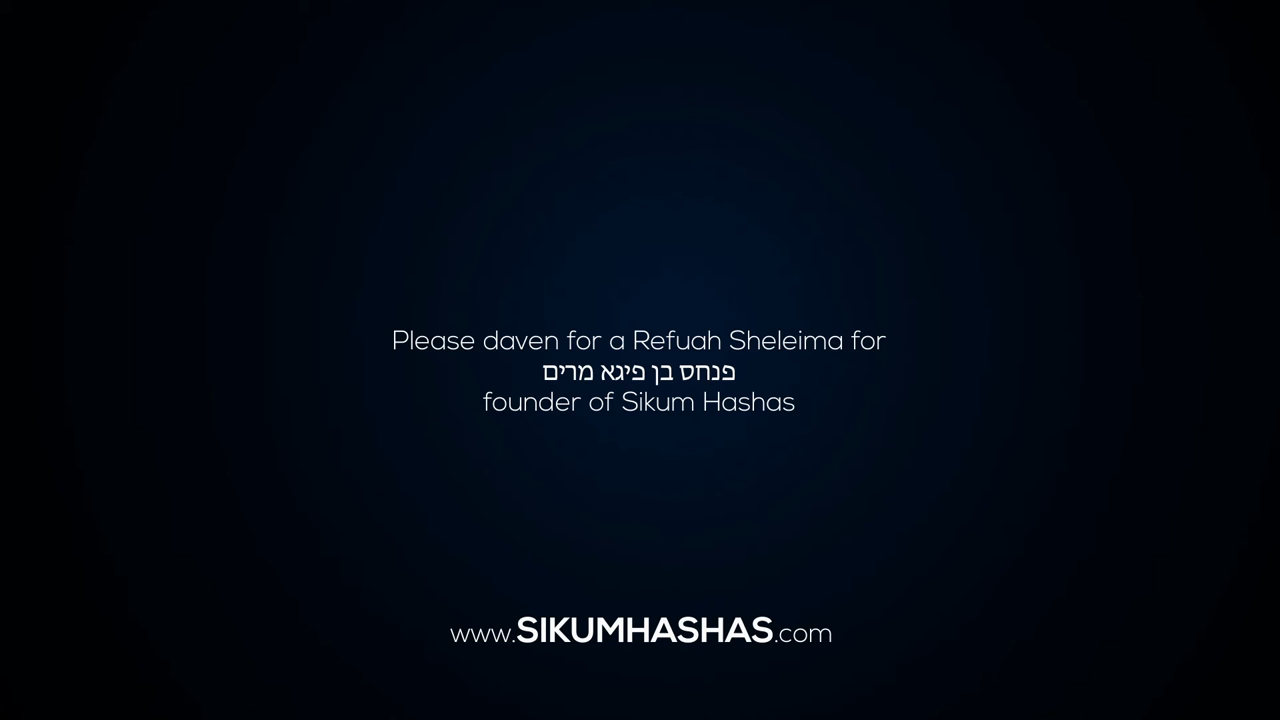 Please daven for a Refuah Sheleima for
פנחס בן פיגא מרים
founder of Sikum Hashas
www.SIKUMHASHAS.com